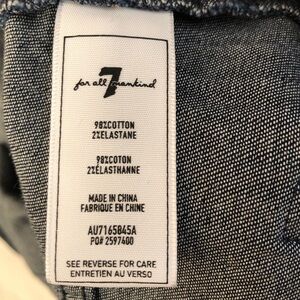 for all 7 mankind
98%COTTON
2%ELASTANE
98%COTON
2%ELASTHANNE
MADE IN CHINA
FABRIQUE EN CHINE
AU7165845A
PO# 2597400
SEE REVERSE FOR CARE
ENTRETIEN AU VERSO